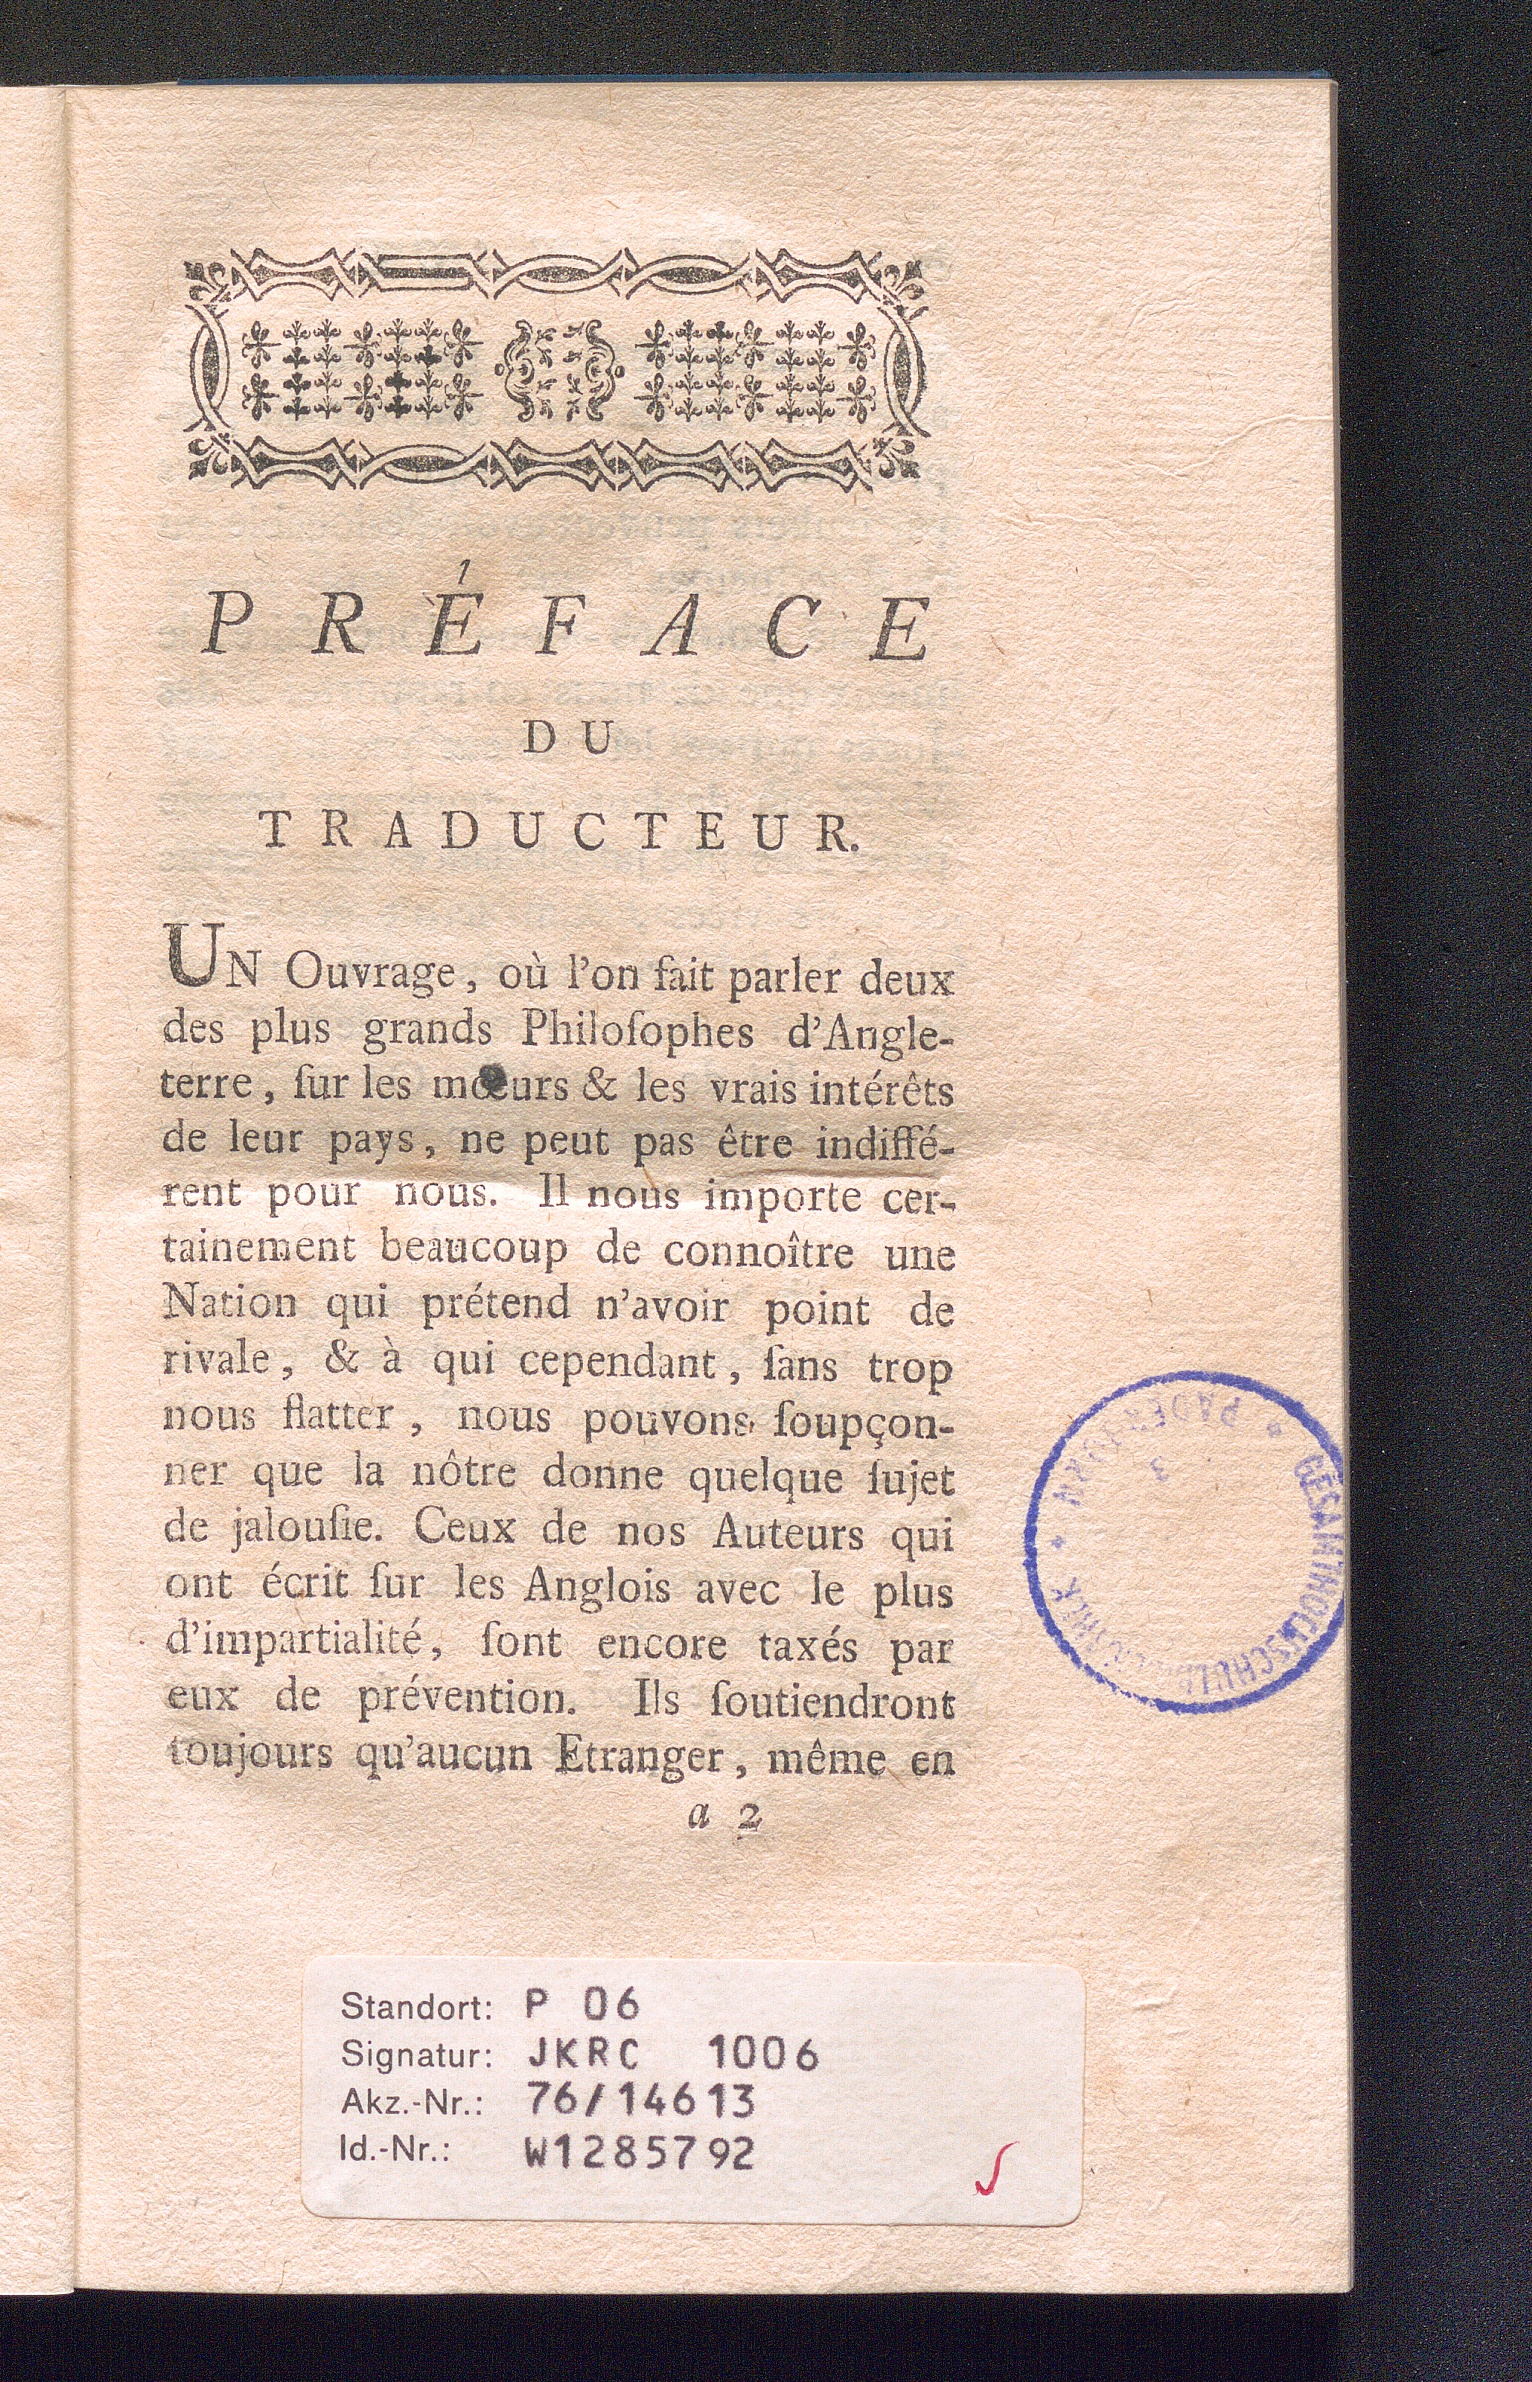 PRÉFACE
DU
TRADUCTEUR.
UN Ouvrage, où l'on fait parler deux
des plus grands Philoſophes d'Angle-
terre, ſur les mœurs & les vrais intérêts
de leur pays, ne peut pas être indiffé-
rent pour nous. Il nous importe cer-
tainement beaucoup de connoître une
Nation qui prétend n'avoir point de
rivale, & à qui cependant, ſans trop
nous flatter, nous pouvons ſoupçon-
ner que la nôtre donne quelque ſujet
de jalouſie. Ceux de nos Auteurs qui
ont écrit ſur les Anglois avec le plus
d'impartialité, ſont encore taxés par
eux de prévention. Ils ſoutiendront
toujours qu'aucun Etranger, même en
a 2
GESAMTHOCHSCHUL
3
Standort: P 06
Signatur: JKRC 1006
Akz.-Nr.: 76/14613
Id.-Nr.: W1285792